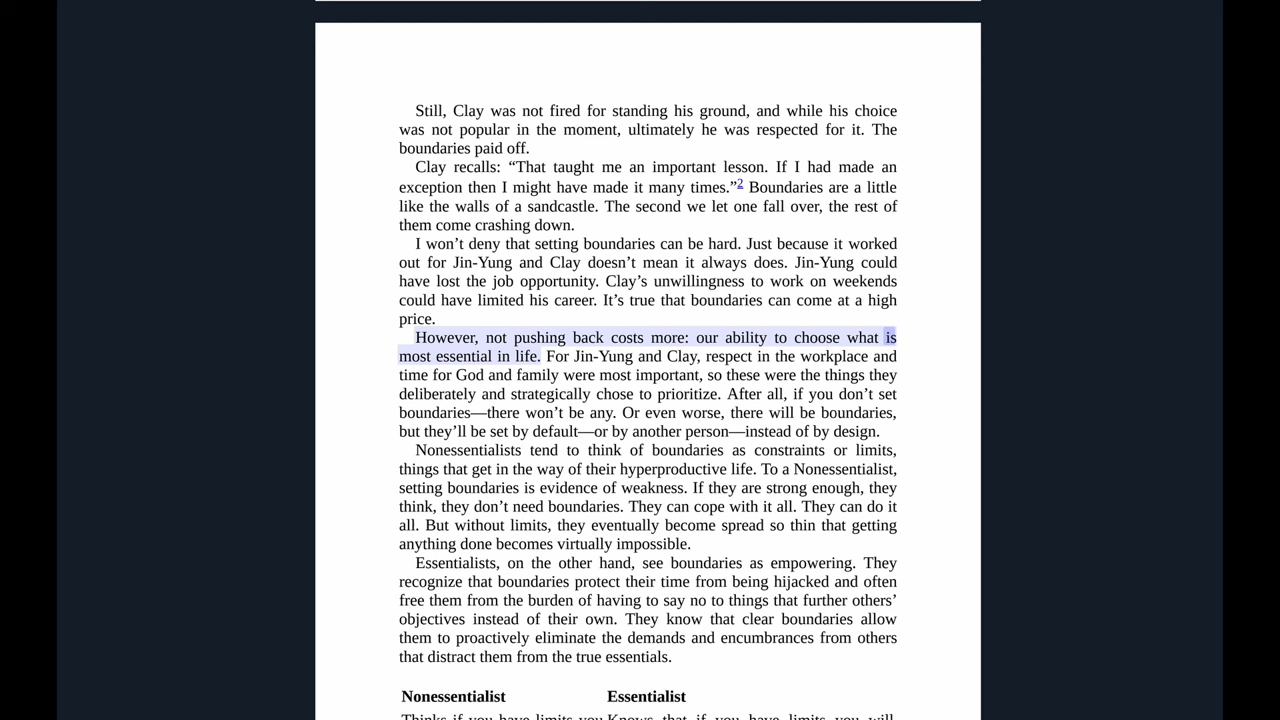 Still, Clay was not fired for standing his ground, and while his choice
was not popular in the moment, ultimately he was respected for it. The
boundaries paid off.
Clay recalls: “That taught me an important lesson. If I had made an
exception then I might have made it many times.”2 Boundaries are a little
like the walls of a sandcastle. The second we let one fall over, the rest of
them come crashing down.
I won’t deny that setting boundaries can be hard. Just because it worked
out for Jin-Yung and Clay doesn’t mean it always does. Jin-Yung could
have lost the job opportunity. Clay’s unwillingness to work on weekends
could have limited his career. It’s true that boundaries can come at a high
price.
However, not pushing back costs more: our ability to choose what is
most essential in life. For Jin-Yung and Clay, respect in the workplace and
time for God and family were most important, so these were the things they
deliberately and strategically chose to prioritize. After all, if you don’t set
boundaries—there won’t be any. Or even worse, there will be boundaries,
but they’ll be set by default—or by another person—instead of by design.
Nonessentialists tend to think of boundaries as constraints or limits,
things that get in the way of their hyperproductive life. To a Nonessentialist,
setting boundaries is evidence of weakness. If they are strong enough, they
think, they don’t need boundaries. They can cope with it all. They can do it
all. But without limits, they eventually become spread so thin that getting
anything done becomes virtually impossible.
Essentialists, on the other hand, see boundaries as empowering. They
recognize that boundaries protect their time from being hijacked and often
free them from the burden of having to say no to things that further others’
objectives instead of their own. They know that clear boundaries allow
them to proactively eliminate the demands and encumbrances from others
that distract them from the true essentials.
Nonessentialist Essentialist
Thinks if you have limits you Knows that if you have limits you will